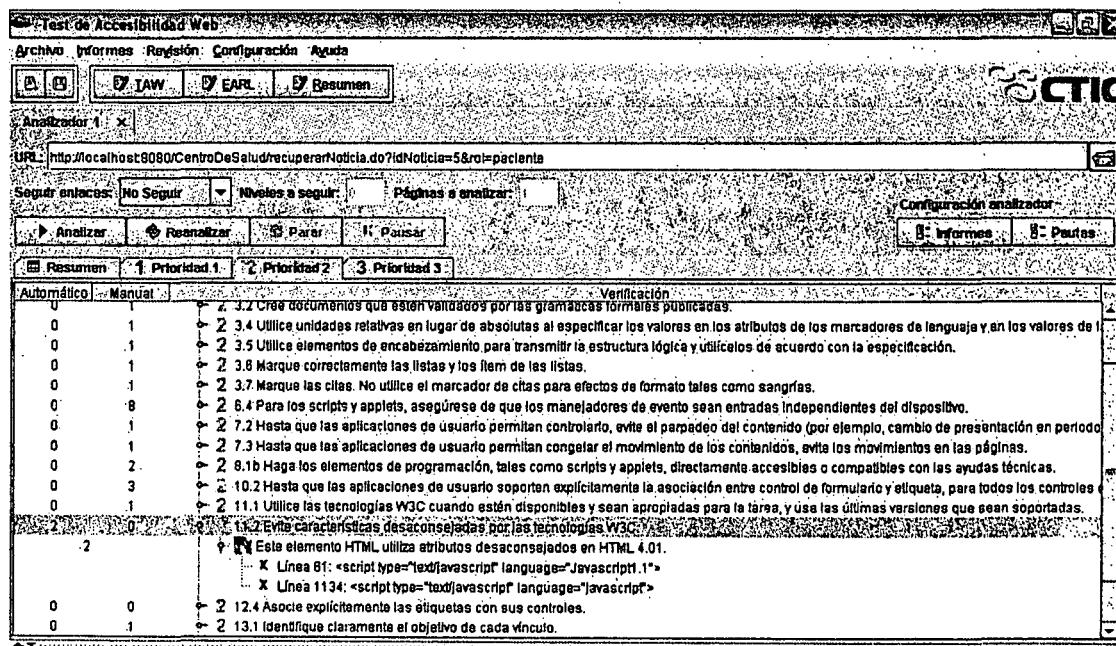 Test de Accesibilidad Web
Archivo Informes Revisión Configuración Ayuda
TAW EARL Resumen
CTIC
Analizador 1 x
URL: http://localhost:8080/CentroDeSalud/recuperarNoticia.do?idNoticia=5&rol=paciente
Seguir enlaces: No Seguir Niveles a seguir: Páginas a analizar: 1
Configuración analizador
Analizar Reanalizar Parar Pausar Informes Pautas
Resumen 1 Prioridad 1 2 Prioridad 2 3 Prioridad 3
Automático Manual Verificación
0 1 2 3.2 Cree documentos que estén validados por las gramáticas formales publicadas.
0 1 2 3.4 Utilice unidades relativas en lugar de absolutas al especificar los valores en los atributos de los marcadores de lenguaje y en los valores de
0 1 2 3.5 Utilice elementos de encabezamiento para transmitir la estructura lógica y utilícelos de acuerdo con la especificación.
0 1 2 3.6 Marque correctamente las listas y los ítem de las listas.
0 1 2 3.7 Marque las citas. No utilice el marcador de citas para efectos de formato tales como sangrías.
0 8 2 6.4 Para los scripts y applets, asegúrese de que los manejadores de evento sean entradas independientes del dispositivo.
0 1 2 7.2 Hasta que las aplicaciones de usuario permitan controlarlo, evite el parpadeo del contenido (por ejemplo, cambio de presentación en periodo
0 1 2 7.3 Hasta que las aplicaciones de usuario permitan congelar el movimiento de los contenidos, evite los movimientos en las páginas.
0 2 2 8.1b Haga los elementos de programación, tales como scripts y applets, directamente accesibles o compatibles con las ayudas técnicas.
0 3 2 10.2 Hasta que las aplicaciones de usuario soporten explícitamente la asociación entre control de formulario y etiqueta, para todos los controles
0 1 2 11.1 Utilice las tecnologías W3C cuando estén disponibles y sean apropiadas para la tarea, y use las últimas versiones que sean soportadas.
2 0 2 11.2 Evite características desaconsejadas por las tecnologías W3C.
2 Este elemento HTML utiliza atributos desaconsejados en HTML 4.01.
X Línea 61: <script type="text/javascript" language="Javascript1.1">
X Línea 1134: <script type="text/javascript" language="javascript">
0 0 2 12.4 Asocie explícitamente las etiquetas con sus controles.
0 1 2 13.1 Identifique claramente el objetivo de cada vínculo.